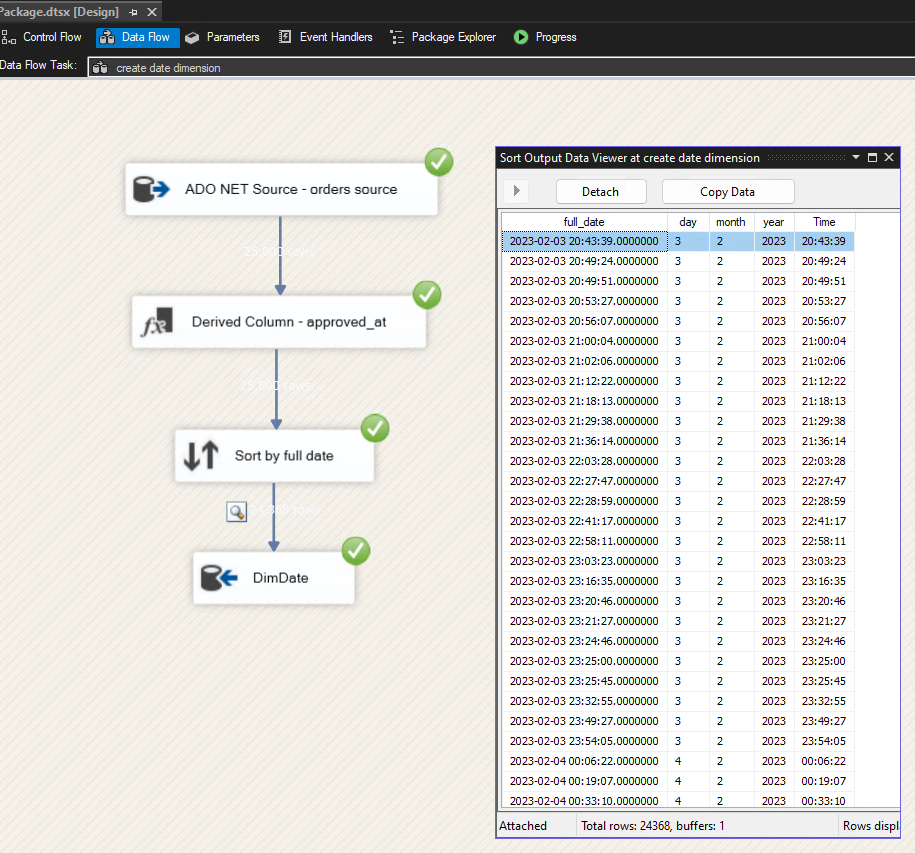 Package.dtsx [Design]
Control Flow Data Flow Parameters Event Handlers Package Explorer Progress
Data Flow Task: create date dimension
ADO NET Source - orders source
Derived Column - approved_at
Sort by full date
rows
DimDate
Sort Output Data Viewer at create date dimension
Detach Copy Data
full_date day month year Time
2023-02-03 20:43:39.0000000 3 2 2023 20:43:39
2023-02-03 20:49:24.0000000 3 2 2023 20:49:24
2023-02-03 20:49:51.0000000 3 2 2023 20:49:51
2023-02-03 20:53:27.0000000 3 2 2023 20:53:27
2023-02-03 20:56:07.0000000 3 2 2023 20:56:07
2023-02-03 21:00:04.0000000 3 2 2023 21:00:04
2023-02-03 21:02:06.0000000 3 2 2023 21:02:06
2023-02-03 21:12:22.0000000 3 2 2023 21:12:22
2023-02-03 21:18:13.0000000 3 2 2023 21:18:13
2023-02-03 21:29:38.0000000 3 2 2023 21:29:38
2023-02-03 21:36:14.0000000 3 2 2023 21:36:14
2023-02-03 22:03:28.0000000 3 2 2023 22:03:28
2023-02-03 22:27:47.0000000 3 2 2023 22:27:47
2023-02-03 22:28:59.0000000 3 2 2023 22:28:59
2023-02-03 22:41:17.0000000 3 2 2023 22:41:17
2023-02-03 22:58:11.0000000 3 2 2023 22:58:11
2023-02-03 23:03:23.0000000 3 2 2023 23:03:23
2023-02-03 23:16:35.0000000 3 2 2023 23:16:35
2023-02-03 23:20:46.0000000 3 2 2023 23:20:46
2023-02-03 23:21:27.0000000 3 2 2023 23:21:27
2023-02-03 23:24:46.0000000 3 2 2023 23:24:46
2023-02-03 23:25:00.0000000 3 2 2023 23:25:00
2023-02-03 23:25:45.0000000 3 2 2023 23:25:45
2023-02-03 23:32:55.0000000 3 2 2023 23:32:55
2023-02-03 23:49:27.0000000 3 2 2023 23:49:27
2023-02-03 23:54:05.0000000 3 2 2023 23:54:05
2023-02-04 00:06:22.0000000 4 2 2023 00:06:22
2023-02-04 00:19:07.0000000 4 2 2023 00:19:07
2023-02-04 00:33:10.0000000 4 2 2023 00:33:10
Attached Total rows: 24368, buffers: 1 Rows displ